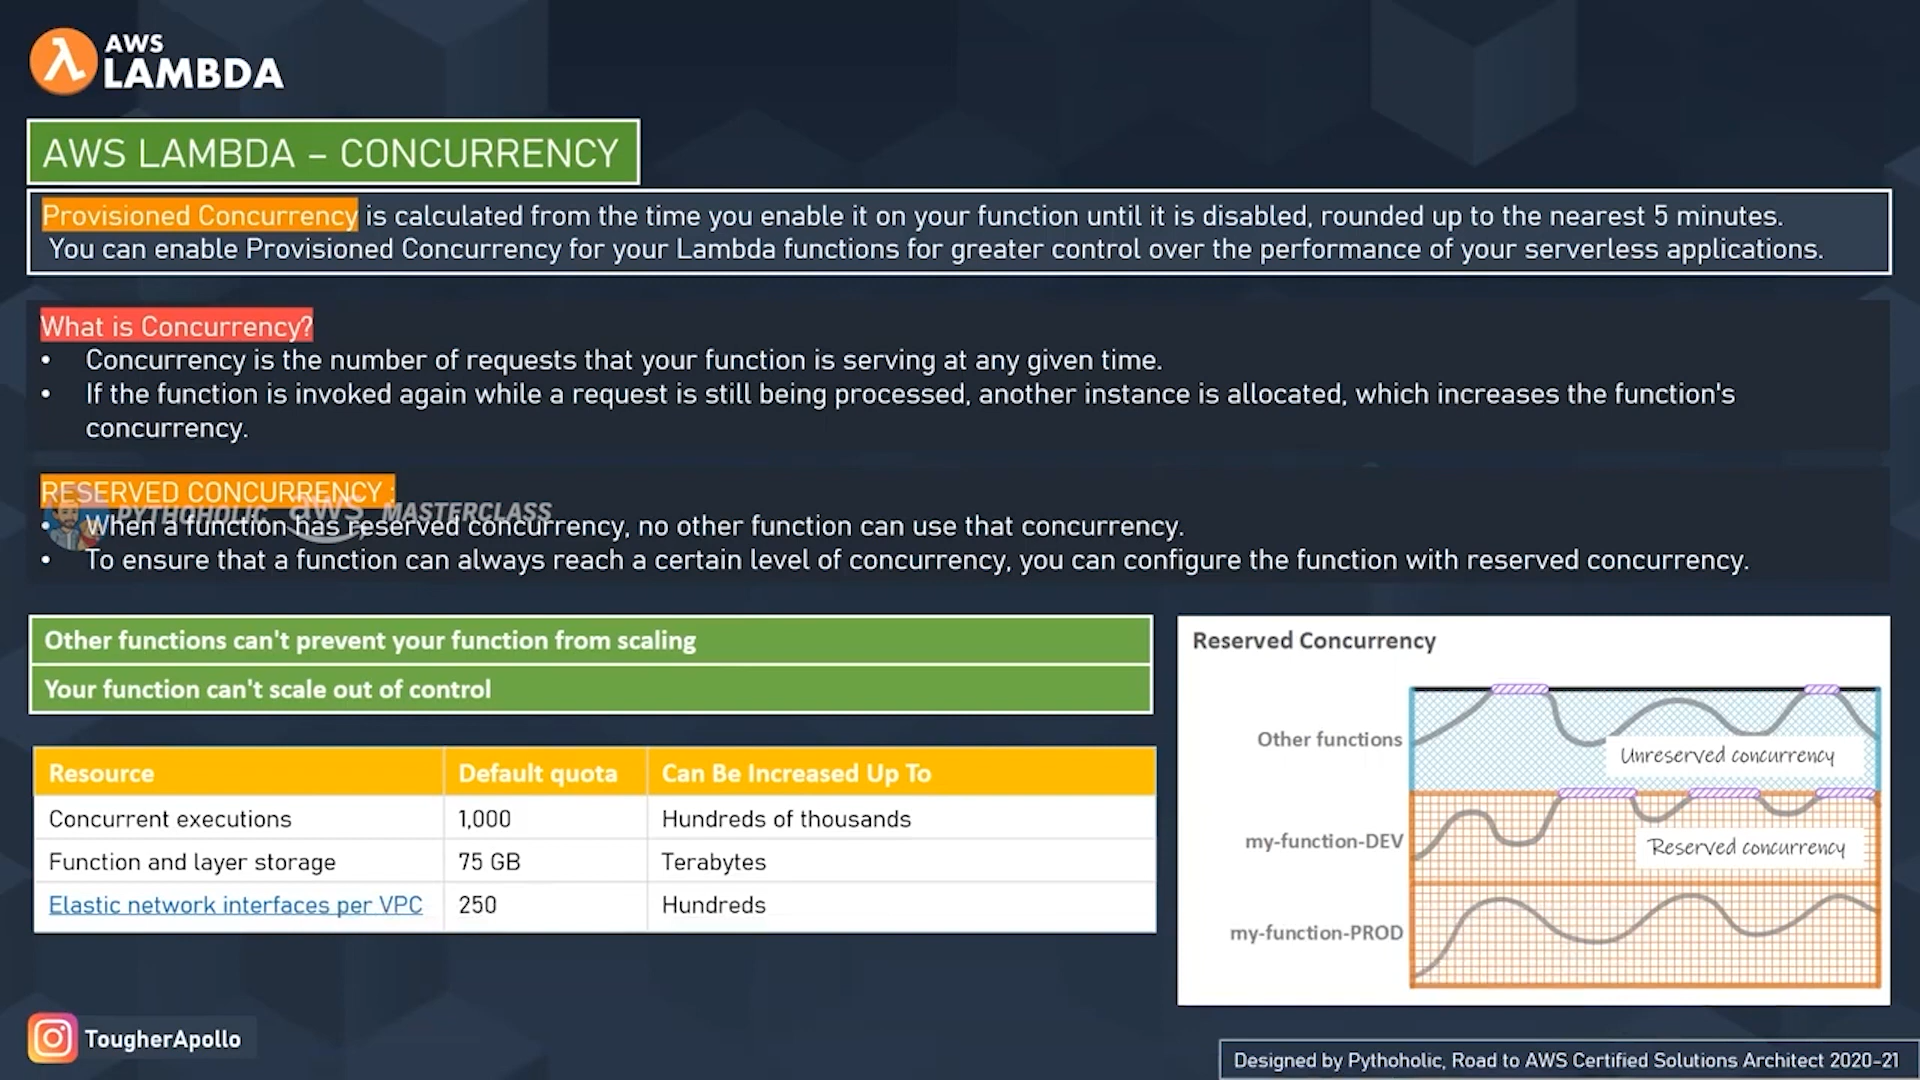 AWS
LAMBDA
AWS LAMBDA – CONCURRENCY
Provisioned Concurrency is calculated from the time you enable it on your function until it is disabled, rounded up to the nearest 5 minutes.
You can enable Provisioned Concurrency for your Lambda functions for greater control over the performance of your serverless applications.
What is Concurrency?
• Concurrency is the number of requests that your function is serving at any given time.
• If the function is invoked again while a request is still being processed, another instance is allocated, which increases the function's
concurrency.
RESERVED CONCURRENCY :
PYTHOHOLIC aws MASTERCLASS
• When a function has reserved concurrency, no other function can use that concurrency.
• To ensure that a function can always reach a certain level of concurrency, you can configure the function with reserved concurrency.
Other functions can't prevent your function from scaling
Your function can't scale out of control
Resource Default quota Can Be Increased Up To
Concurrent executions 1,000 Hundreds of thousands
Function and layer storage 75 GB Terabytes
Elastic network interfaces per VPC 250 Hundreds
Reserved Concurrency
Other functions
Unreserved concurrency
my-function-DEV
Reserved concurrency
my-function-PROD
TougherApollo
Designed by Pythoholic, Road to AWS Certified Solutions Architect 2020-21